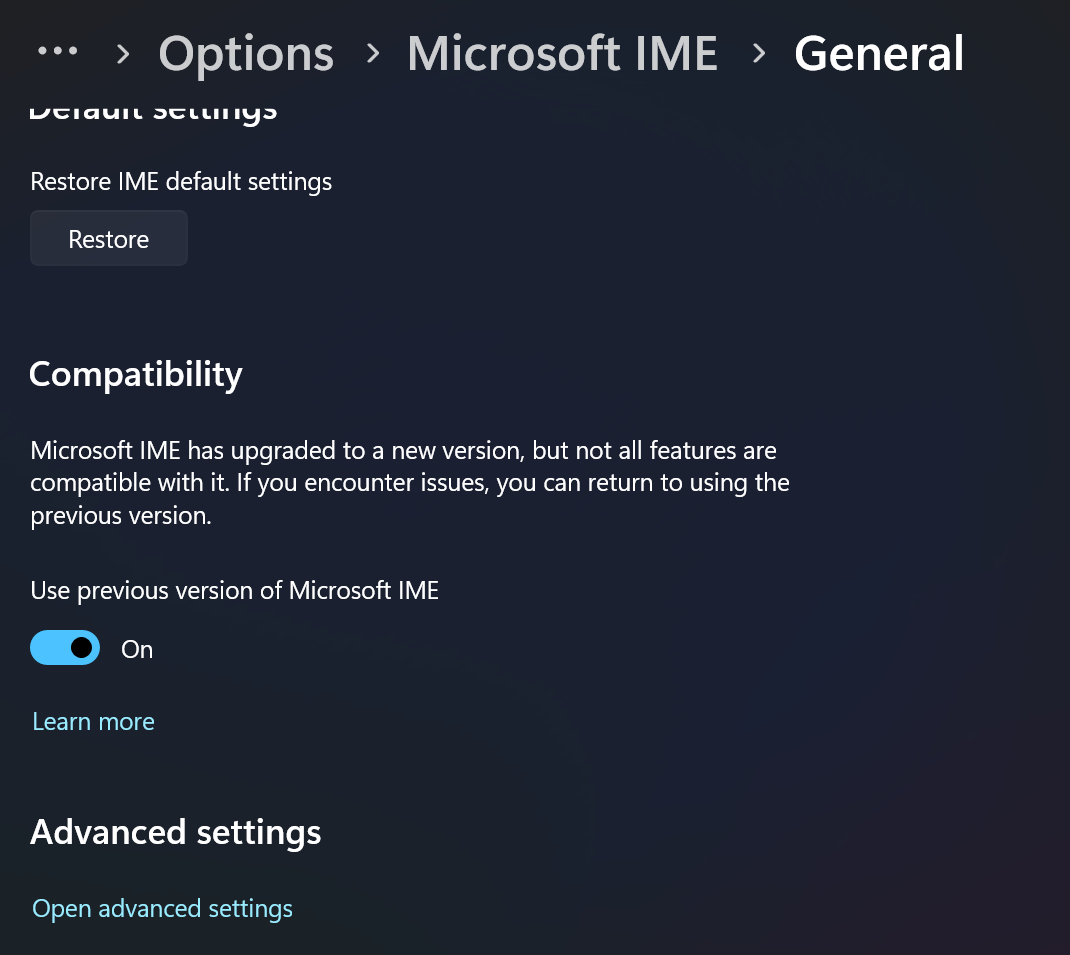 ··· > Options > Microsoft IME > General
Default settings
Restore IME default settings
Restore
Compatibility
Microsoft IME has upgraded to a new version, but not all features are
compatible with it. If you encounter issues, you can return to using the
previous version.
Use previous version of Microsoft IME
On
Learn more
Advanced settings
Open advanced settings